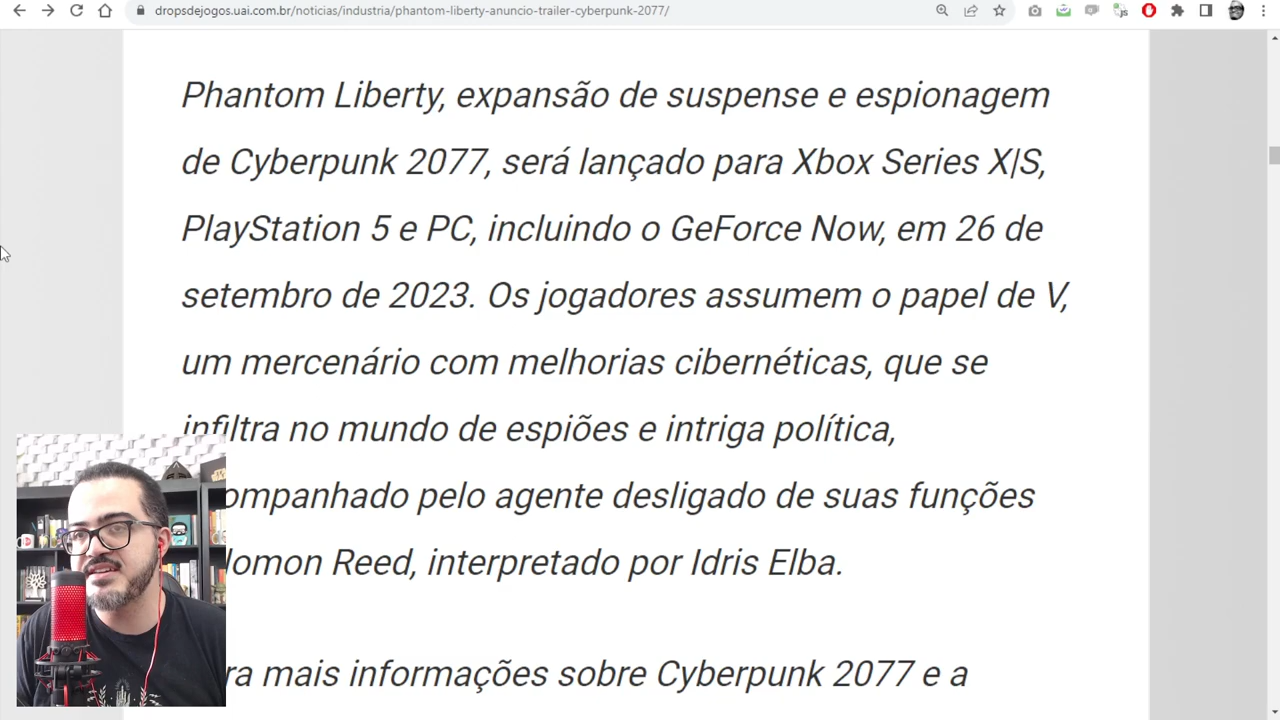 dropsdejogos.uai.com.br/noticias/industria/phantom-liberty-anuncio-trailer-cyberpunk-2077/
Phantom Liberty, expansão de suspense e espionagem
de Cyberpunk 2077, será lançado para Xbox Series X|S,
PlayStation 5 e PC, incluindo o GeForce Now, em 26 de
setembro de 2023. Os jogadores assumem o papel de V,
um mercenário com melhorias cibernéticas, que se
infiltra no mundo de espiões e intriga política,
ompanhado pelo agente desligado de suas funções
lomon Reed, interpretado por Idris Elba.
ra mais informações sobre Cyberpunk 2077 e a